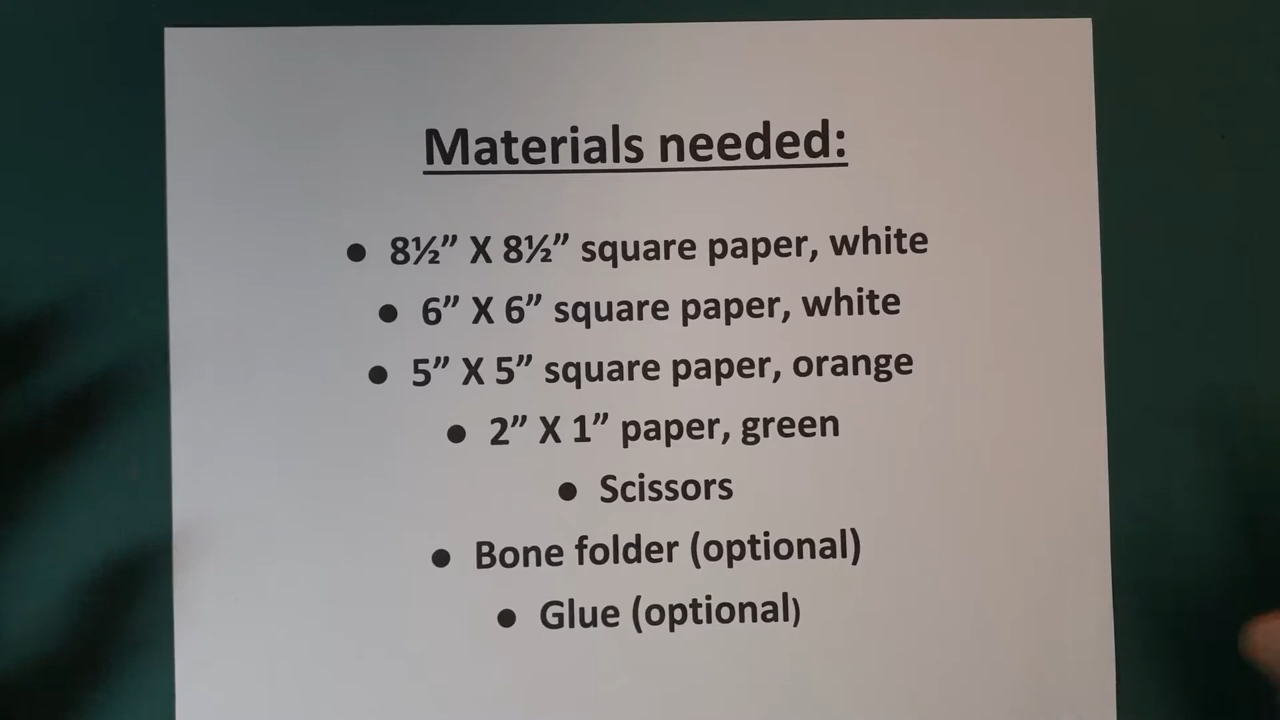 Materials needed:
● 8½” X 8½” square paper, white
● 6” X 6” square paper, white
● 5” X 5” square paper, orange
● 2” X 1” paper, green
● Scissors
● Bone folder (optional)
● Glue (optional)